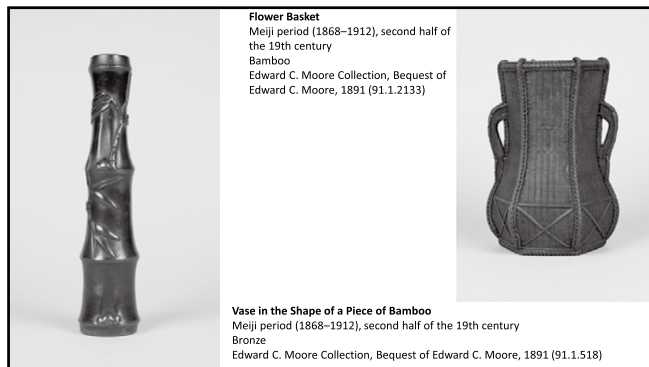 Flower Basket
Meiji period (1868–1912), second half of
the 19th century
Bamboo
Edward C. Moore Collection, Bequest of
Edward C. Moore, 1891 (91.1.2133)
Vase in the Shape of a Piece of Bamboo
Meiji period (1868–1912), second half of the 19th century
Bronze
Edward C. Moore Collection, Bequest of Edward C. Moore, 1891 (91.1.518)